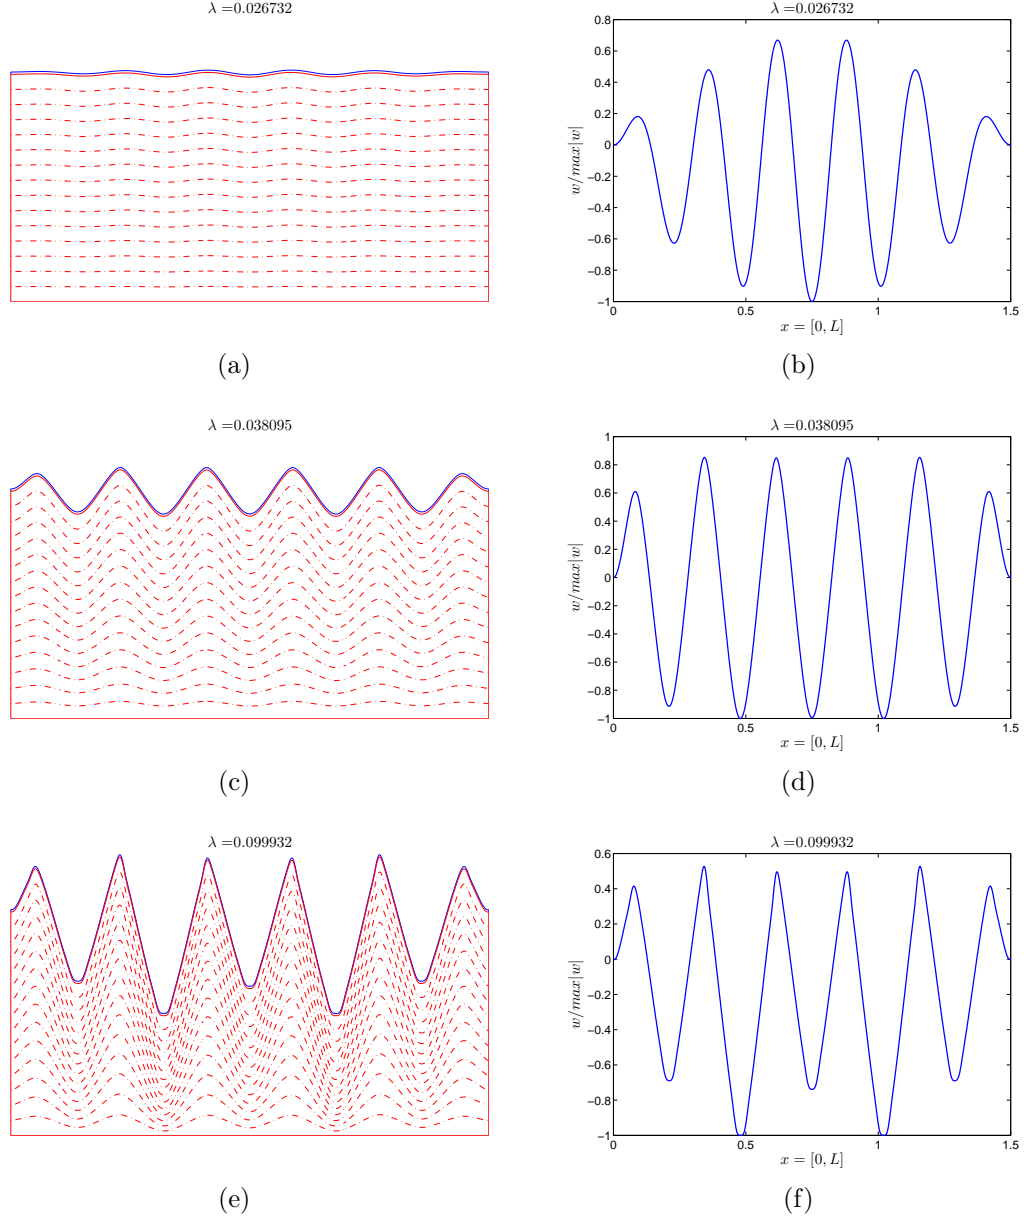 λ =0.026732
λ =0.026732
0.8
0.6
0.4
0.2
0
−0.2
−0.4
−0.6
−0.8
−1
w/max|w|
0 0.5 1 1.5
x = [0, L]
(a)
(b)
λ =0.038095
λ =0.038095
1
0.8
0.6
0.4
0.2
0
−0.2
−0.4
−0.6
−0.8
−1
w/max|w|
0 0.5 1 1.5
x = [0, L]
(c)
(d)
λ =0.099932
λ =0.099932
0.6
0.4
0.2
0
−0.2
−0.4
−0.6
−0.8
−1
w/max|w|
0 0.5 1 1.5
x = [0, L]
(e)
(f)